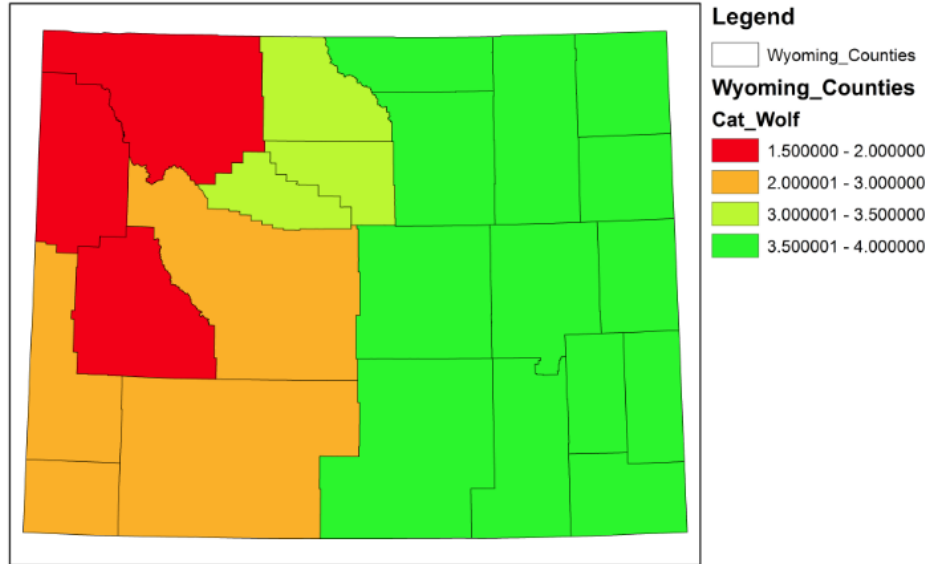 Legend
Wyoming_Counties
Wyoming_Counties
Cat_Wolf
1.500000 - 2.000000
2.000001 - 3.000000
3.000001 - 3.500000
3.500001 - 4.000000